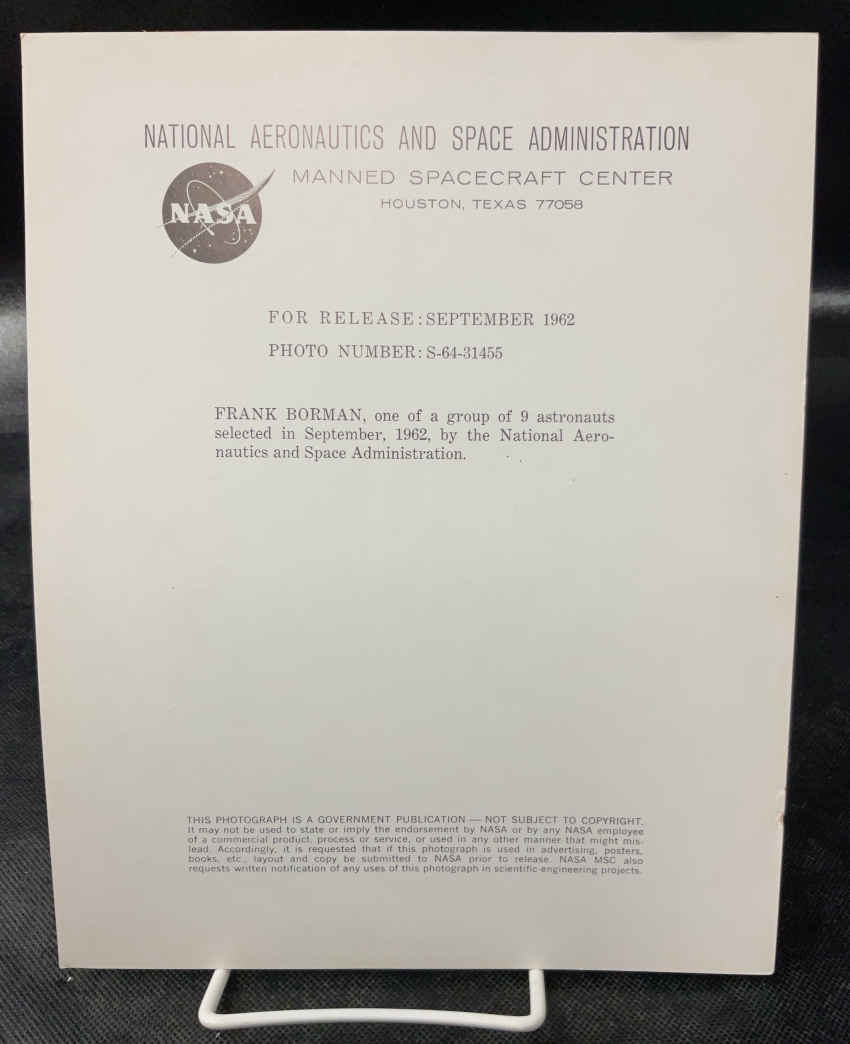 NATIONAL AERONAUTICS AND SPACE ADMINISTRATION
MANNED SPACECRAFT CENTER
HOUSTON, TEXAS 77058
NASA
FOR RELEASE: SEPTEMBER 1962
PHOTO NUMBER: S-64-31455
FRANK BORMAN, one of a group of 9 astronauts
selected in September, 1962, by the National Aero-
nautics and Space Administration.
THIS PHOTOGRAPH IS A GOVERNMENT PUBLICATION — NOT SUBJECT TO COPYRIGHT.
It may not be used to state or imply the endorsement by NASA or by any NASA employee
of a commercial product, process or service, or used in any other manner that might mis-
lead. Accordingly, it is requested that if this photograph is used in advertising, posters,
books, etc., layout and copy be submitted to NASA prior to release. NASA MSC also
requests written notification of any uses of this photograph in scientific-engineering projects.